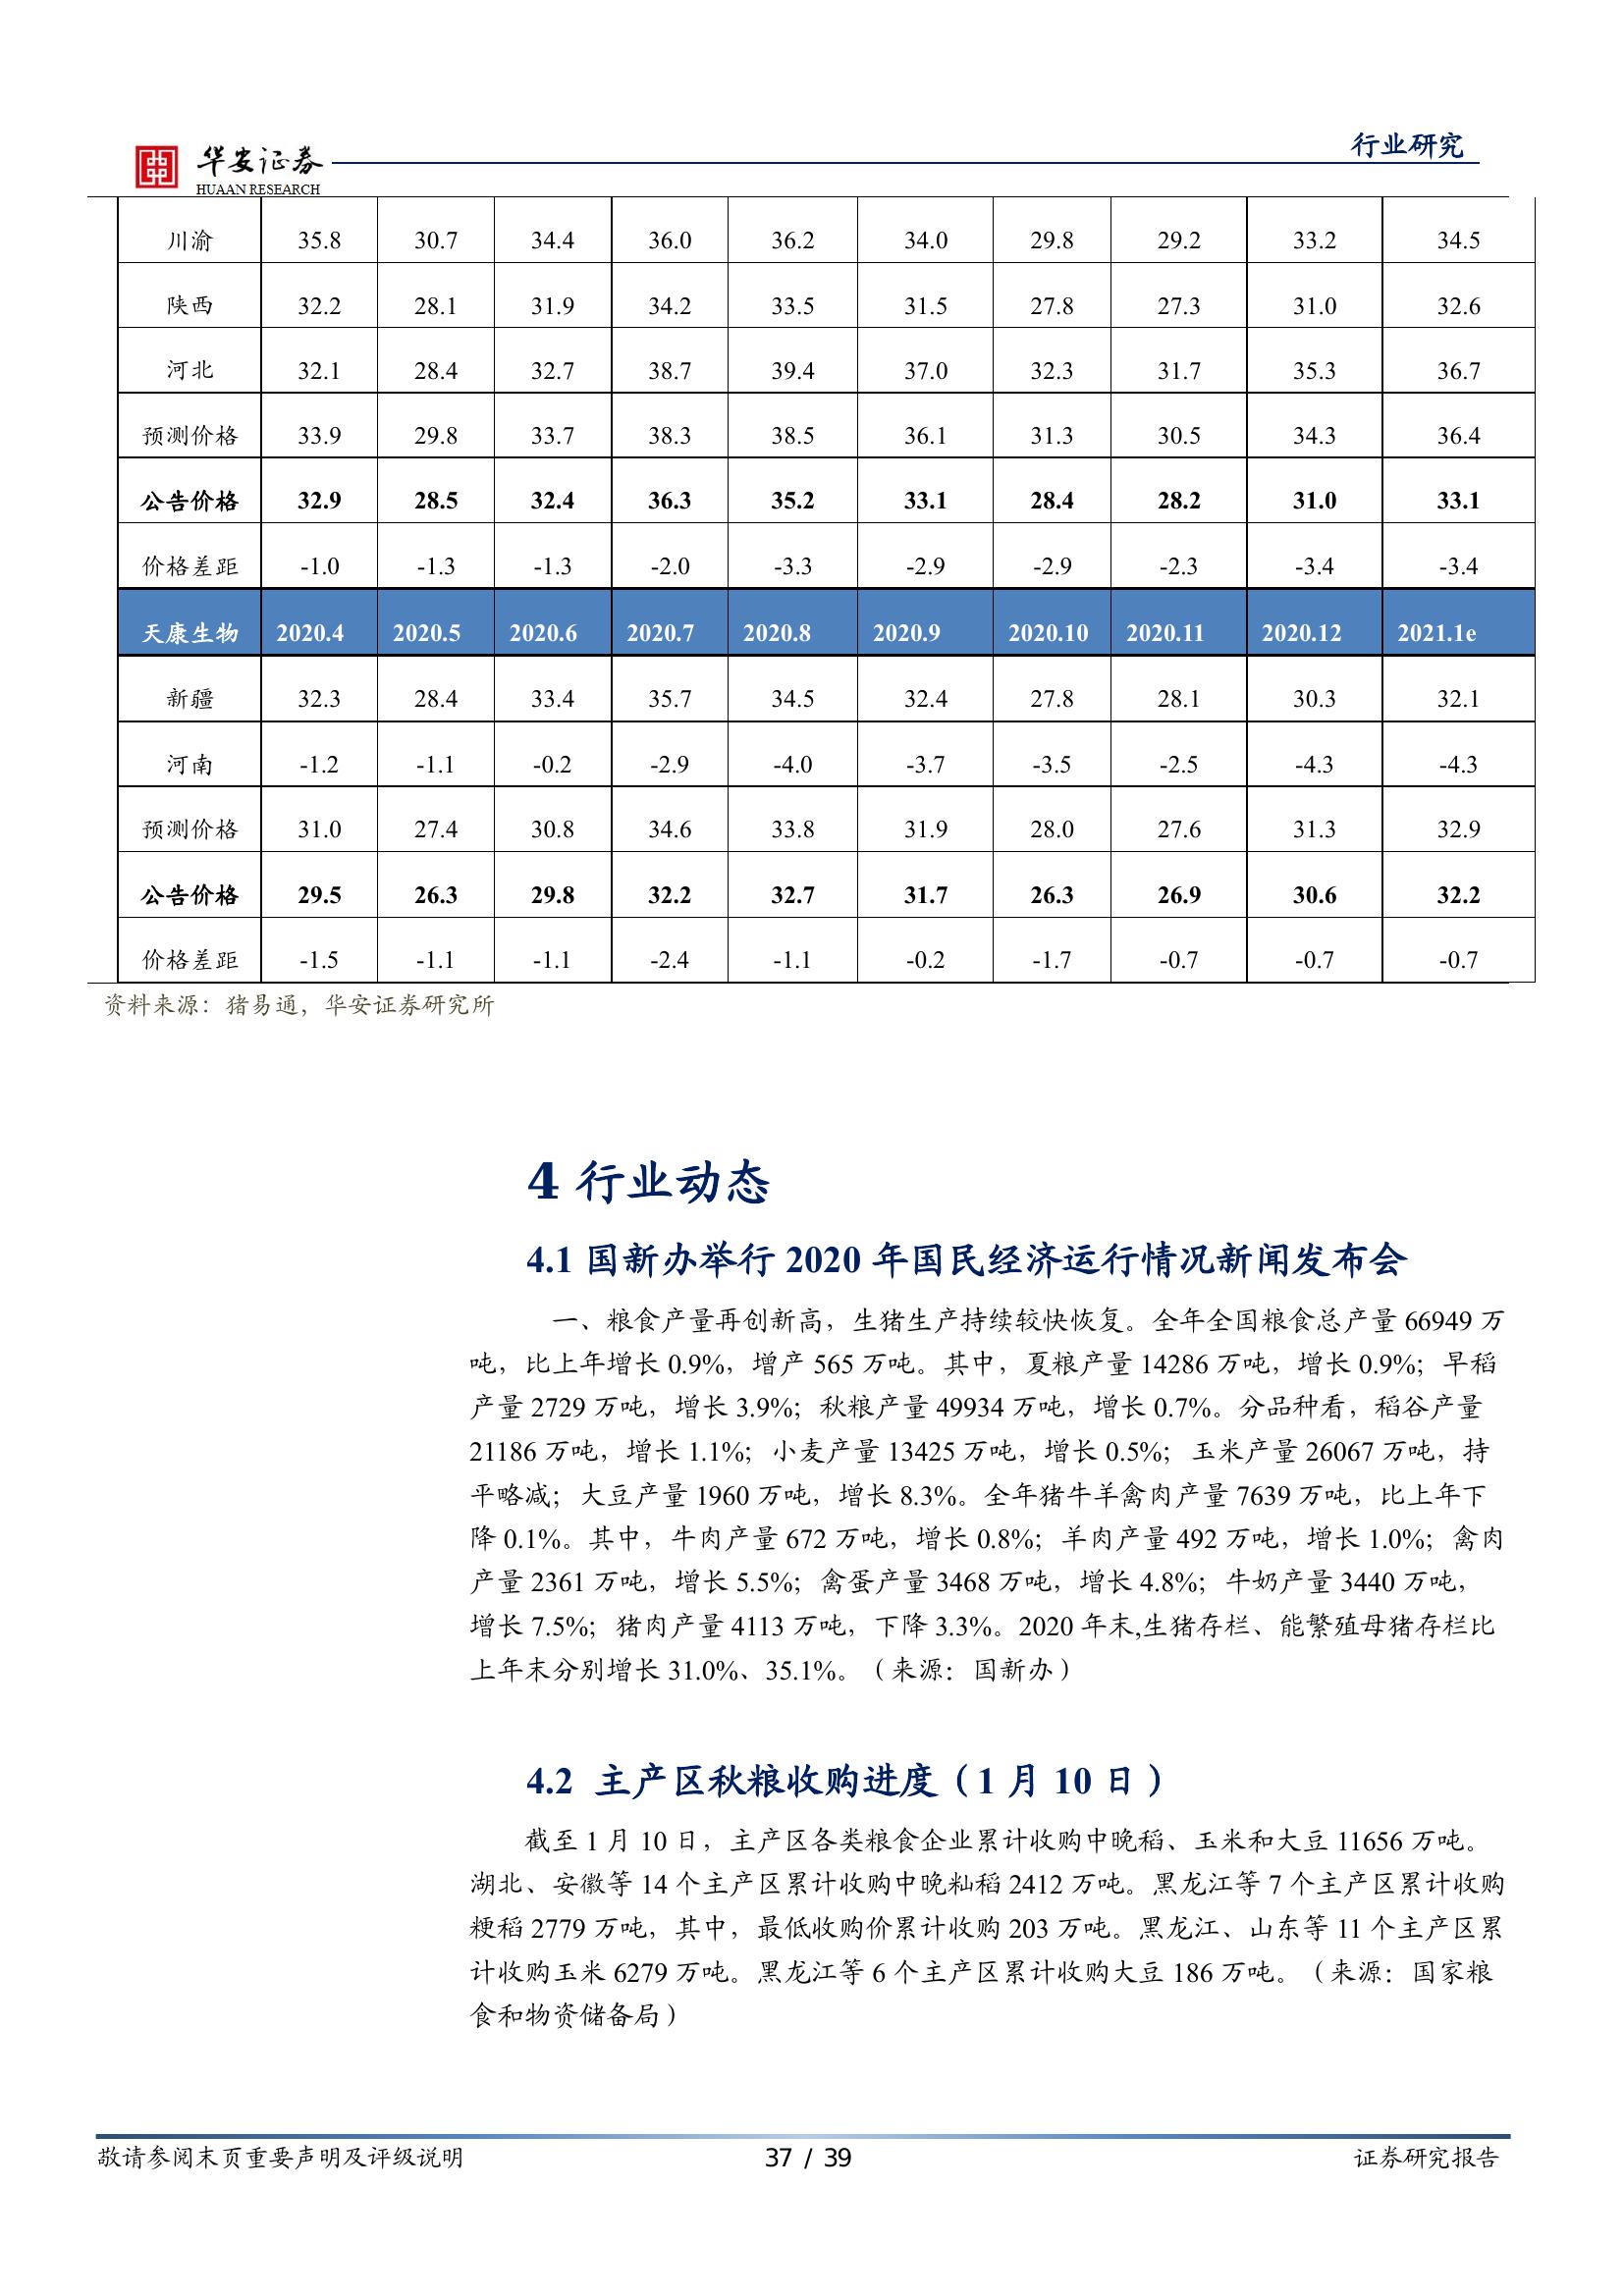 华安证券
HUAAN RESEARCH
行业研究
川渝 35.8 30.7 34.4 36.0 36.2 34.0 29.8 29.2 33.2 34.5
陕西 32.2 28.1 31.9 34.2 33.5 31.5 27.8 27.3 31.0 32.6
河北 32.1 28.4 32.7 38.7 39.4 37.0 32.3 31.7 35.3 36.7
预测价格 33.9 29.8 33.7 38.3 38.5 36.1 31.3 30.5 34.3 36.4
公告价格 32.9 28.5 32.4 36.3 35.2 33.1 28.4 28.2 31.0 33.1
价格差距 -1.0 -1.3 -1.3 -2.0 -3.3 -2.9 -2.9 -2.3 -3.4 -3.4
天康生物 2020.4 2020.5 2020.6 2020.7 2020.8 2020.9 2020.10 2020.11 2020.12 2021.1e
新疆 32.3 28.4 33.4 35.7 34.5 32.4 27.8 28.1 30.3 32.1
河南 -1.2 -1.1 -0.2 -2.9 -4.0 -3.7 -3.5 -2.5 -4.3 -4.3
预测价格 31.0 27.4 30.8 34.6 33.8 31.9 28.0 27.6 31.3 32.9
公告价格 29.5 26.3 29.8 32.2 32.7 31.7 26.3 26.9 30.6 32.2
价格差距 -1.5 -1.1 -1.1 -2.4 -1.1 -0.2 -1.7 -0.7 -0.7 -0.7
资料来源：猪易通，华安证券研究所
4 行业动态
4.1 国新办举行 2020 年国民经济运行情况新闻发布会
一、粮食产量再创新高，生猪生产持续较快恢复。全年全国粮食总产量 66949 万
吨，比上年增长 0.9%，增产 565 万吨。其中，夏粮产量 14286 万吨，增长 0.9%；早稻
产量 2729 万吨，增长 3.9%；秋粮产量 49934 万吨，增长 0.7%。分品种看，稻谷产量
21186 万吨，增长 1.1%；小麦产量 13425 万吨，增长 0.5%；玉米产量 26067 万吨，持
平略减；大豆产量 1960 万吨，增长 8.3%。全年猪牛羊禽肉产量 7639 万吨，比上年下
降 0.1%。其中，牛肉产量 672 万吨，增长 0.8%；羊肉产量 492 万吨，增长 1.0%；禽肉
产量 2361 万吨，增长 5.5%；禽蛋产量 3468 万吨，增长 4.8%；牛奶产量 3440 万吨，
增长 7.5%；猪肉产量 4113 万吨，下降 3.3%。2020 年末,生猪存栏、能繁殖母猪存栏比
上年末分别增长 31.0%、35.1%。（来源：国新办）
4.2 主产区秋粮收购进度（1 月 10 日）
截至 1 月 10 日，主产区各类粮食企业累计收购中晚稻、玉米和大豆 11656 万吨。
湖北、安徽等 14 个主产区累计收购中晚籼稻 2412 万吨。黑龙江等 7 个主产区累计收购
粳稻 2779 万吨，其中，最低收购价累计收购 203 万吨。黑龙江、山东等 11 个主产区累
计收购玉米 6279 万吨。黑龙江等 6 个主产区累计收购大豆 186 万吨。（来源：国家粮
食和物资储备局）
敬请参阅末页重要声明及评级说明 37 / 39 证券研究报告